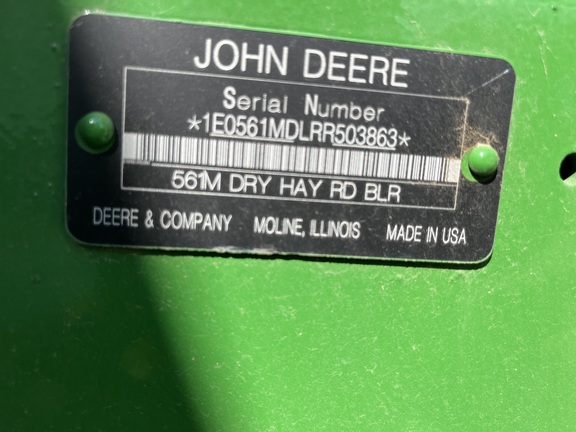 JOHN DEERE
Serial Number
*1E0561MDLRR503863*
561M DRY HAY RD BLR
DEERE & COMPANY MOLINE, ILLINOIS MADE IN USA